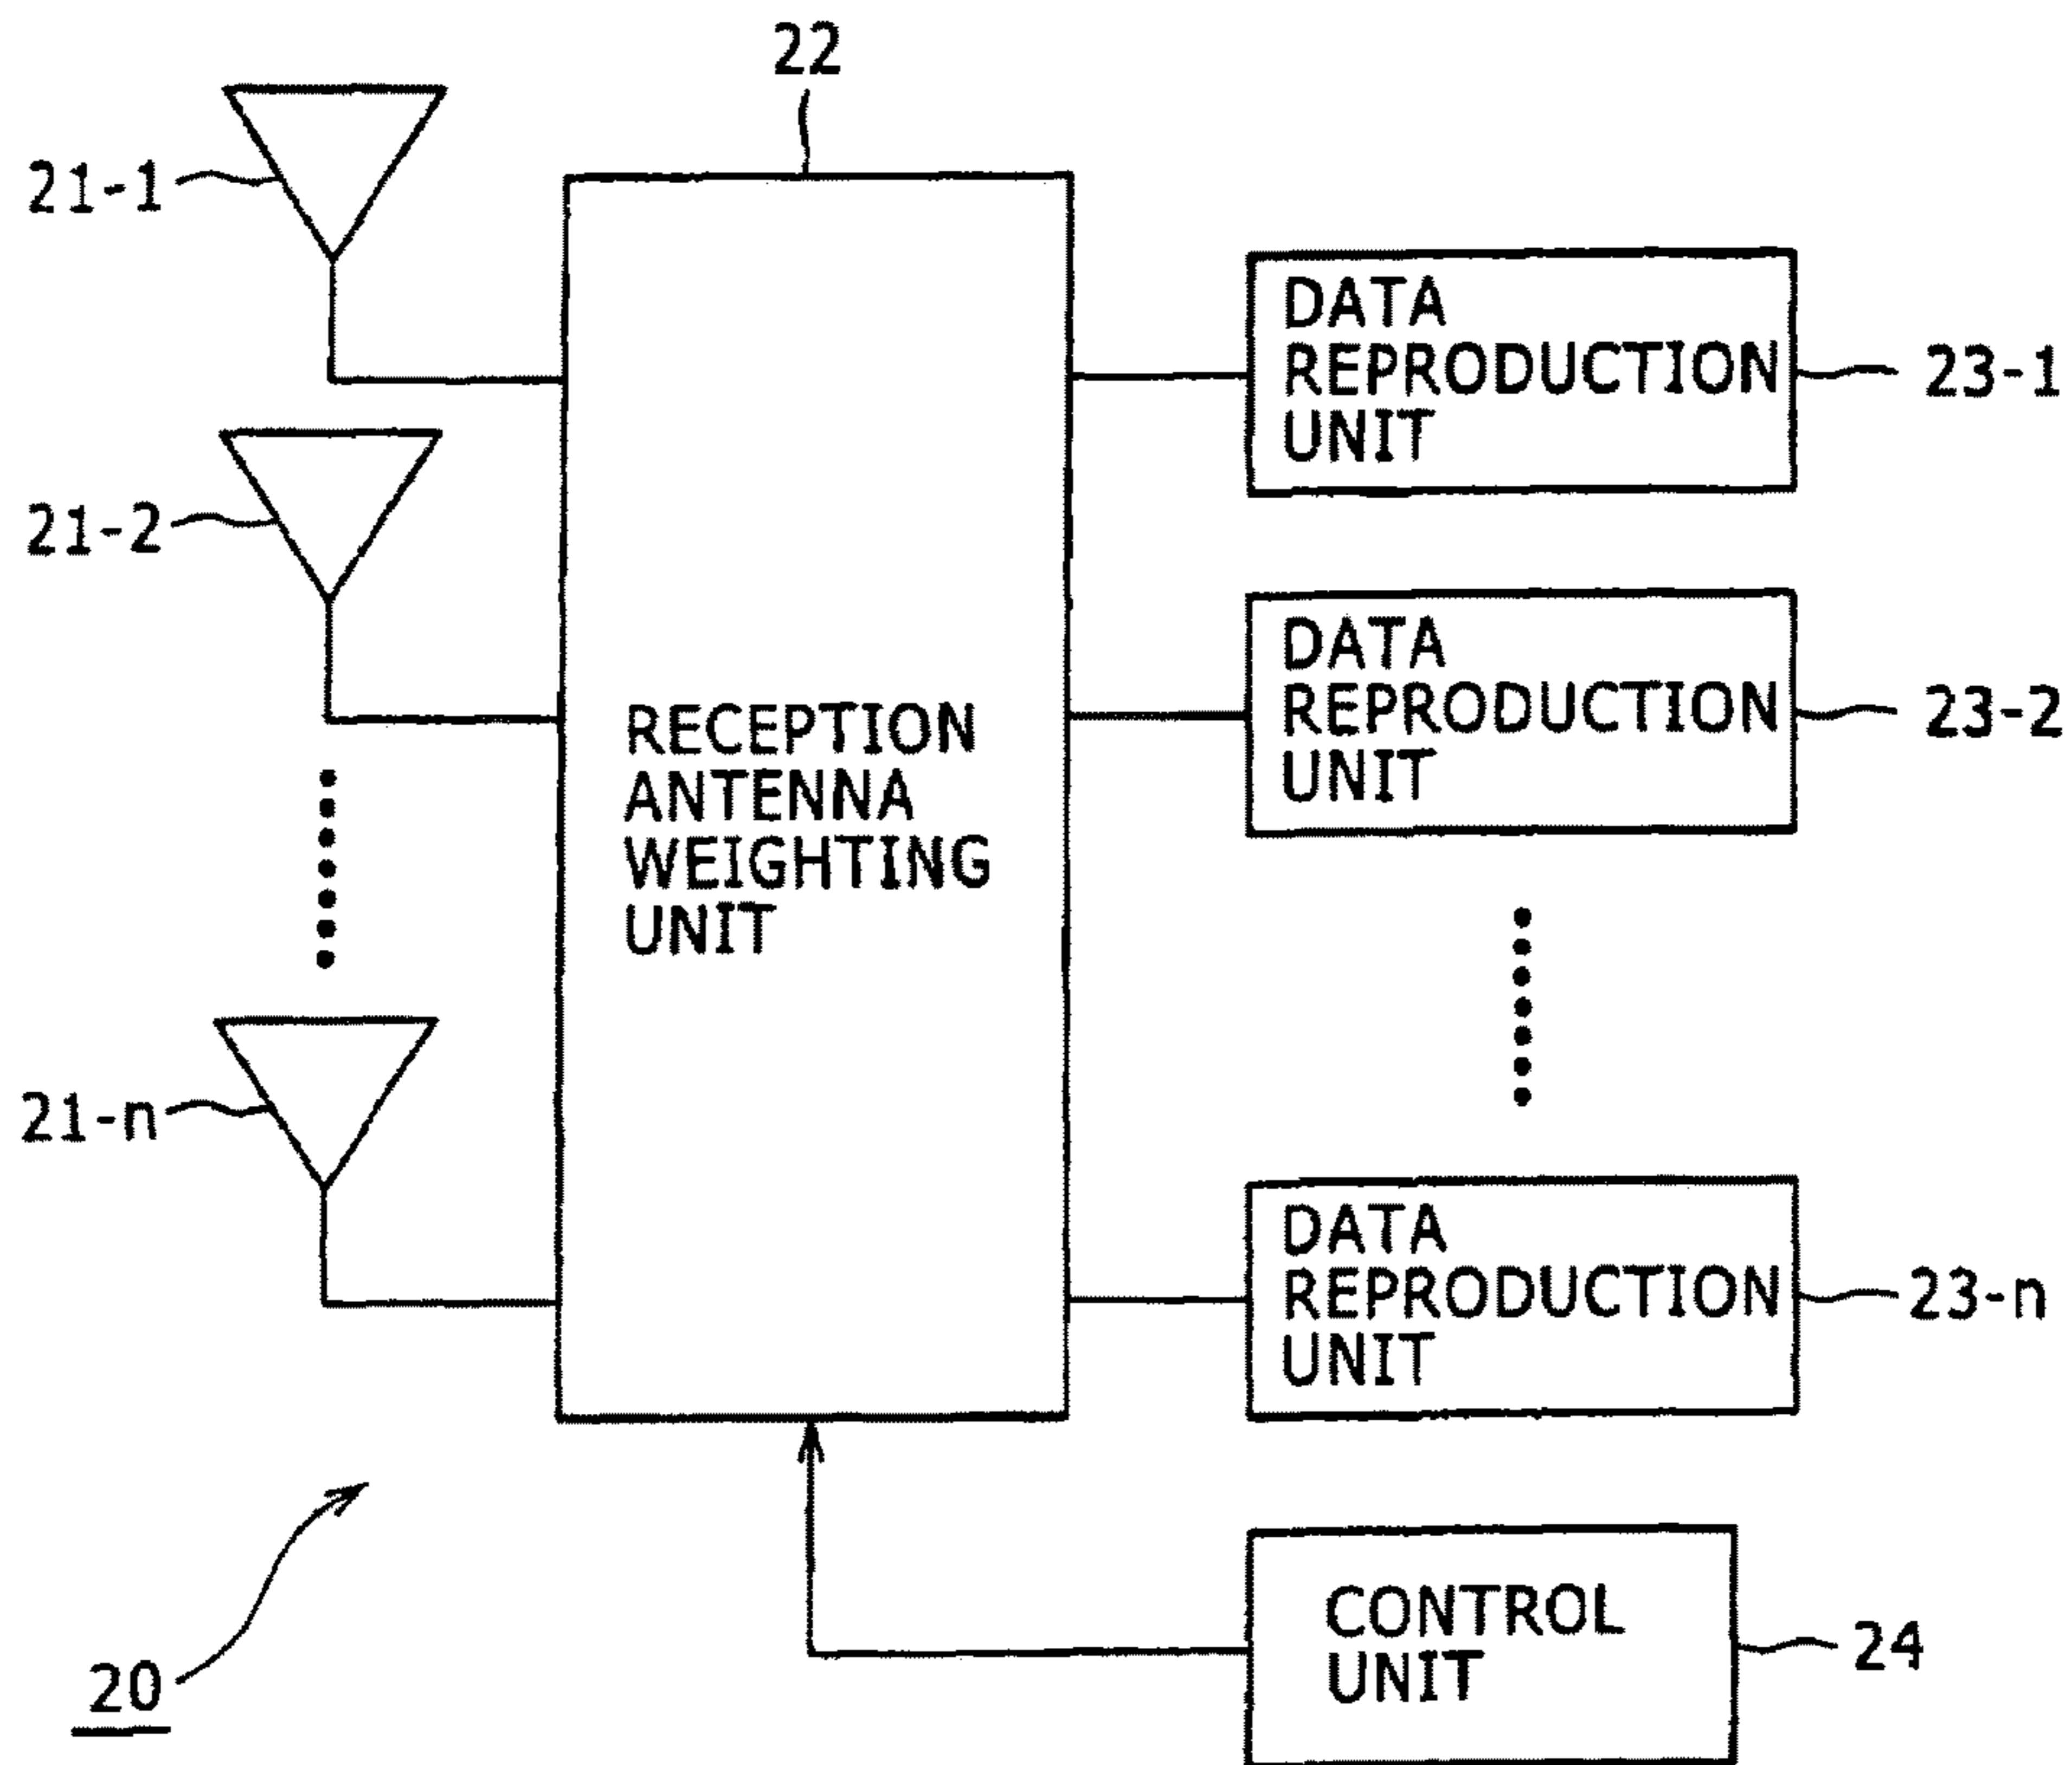 22
21-1
DATA
REPRODUCTION
UNIT
23-1
21-2
DATA
REPRODUCTION
UNIT
23-2
RECEPTION
ANTENNA
WEIGHTING
UNIT
21-n
DATA
REPRODUCTION
UNIT
23-n
CONTROL
UNIT
24
20